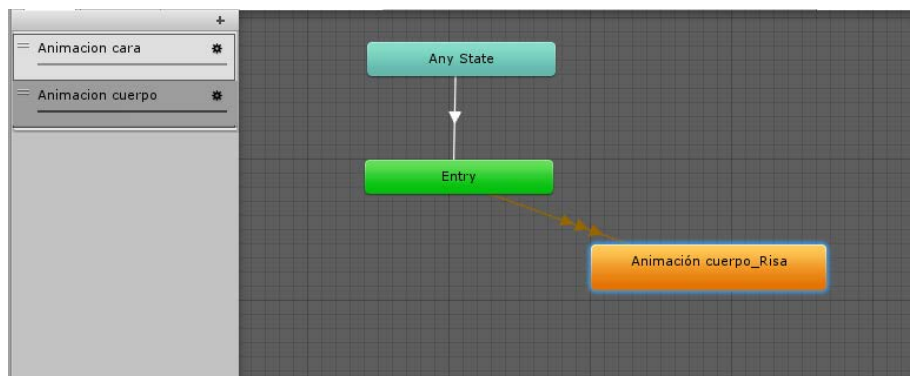 Animacion cara
Animacion cuerpo
Any State
Entry
Animación cuerpo_Risa